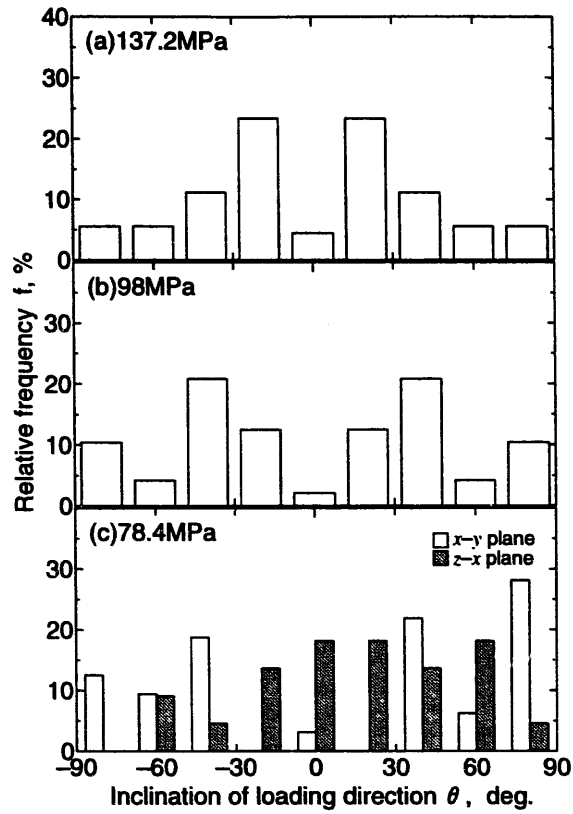 40
(a)137.2MPa
30
20
10
0
(b)98MPa
30
20
10
0
(c)78.4MPa
x–y plane
z–x plane
30
20
10
0
−90 −60 −30 0 30 60 90
Relative frequency f, %
Inclination of loading direction θ , deg.